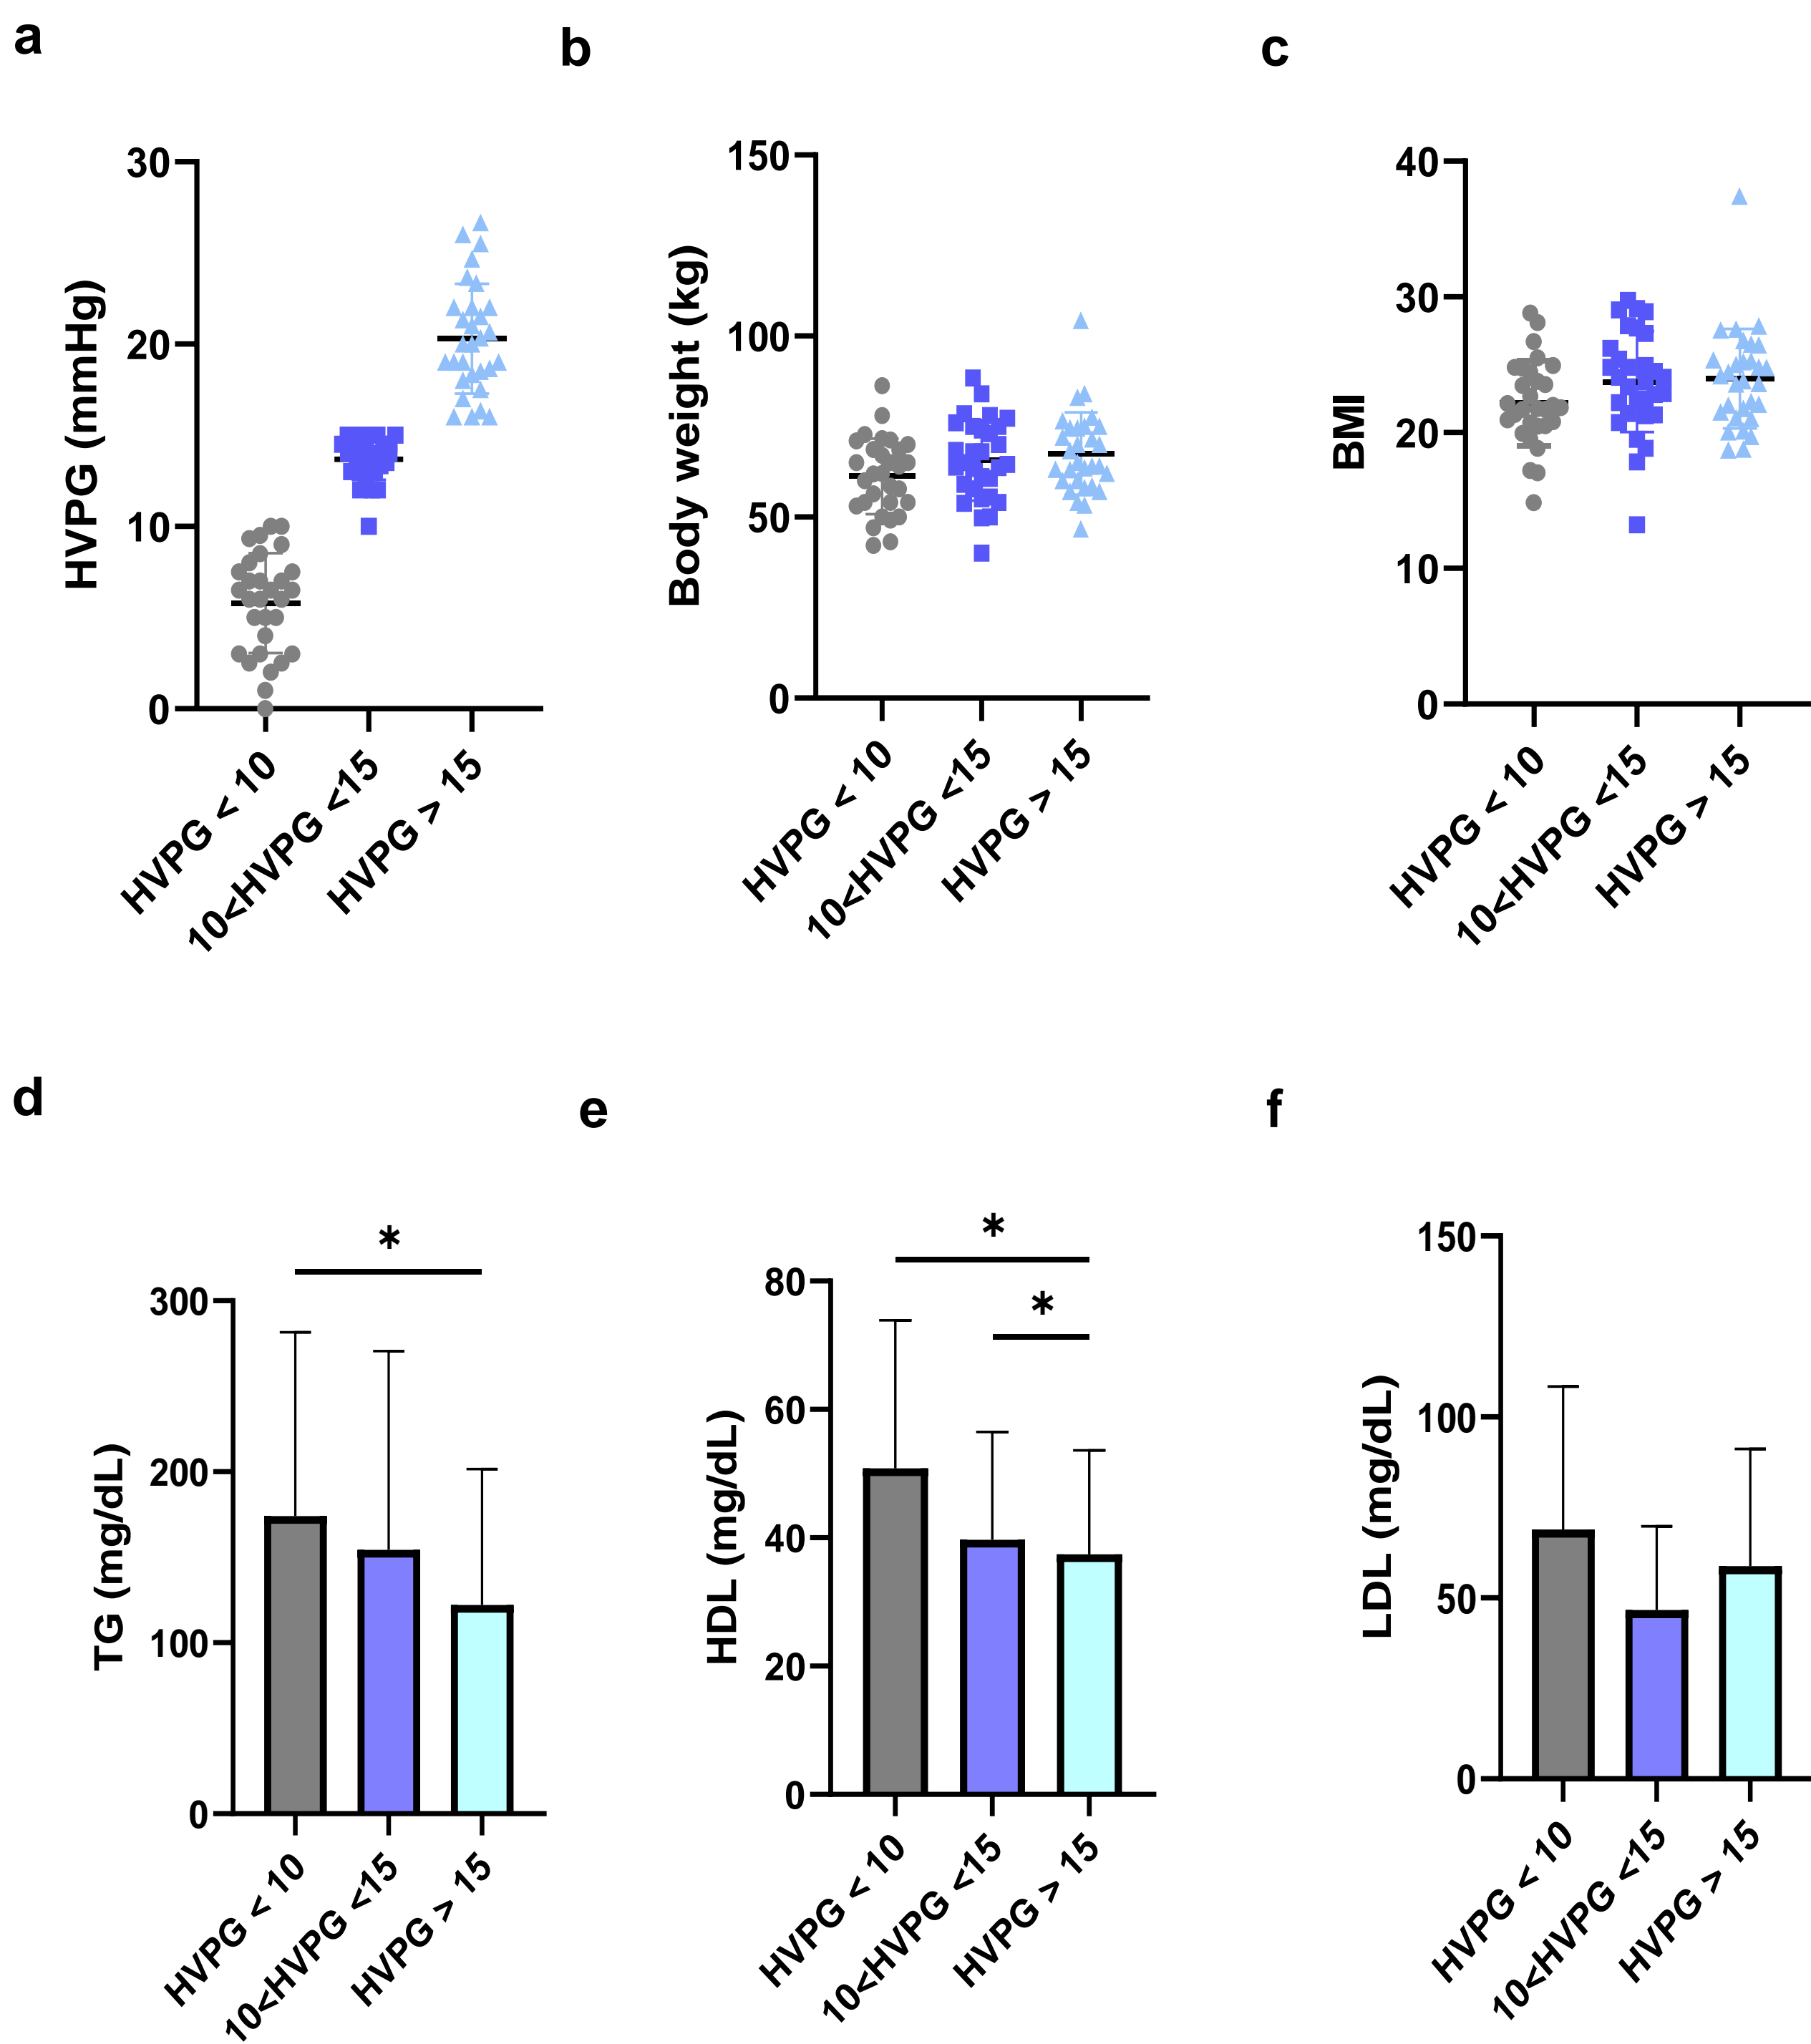 a
b
c
HVPG (mmHg)
30
20
10
0
HVPG < 10
10<HVPG <15
HVPG > 15
Body weight (kg)
150
100
50
0
HVPG < 10
10<HVPG <15
HVPG > 15
BMI
40
30
20
10
0
HVPG < 10
10<HVPG <15
HVPG > 15
d
e
f
TG (mg/dL)
300
200
100
0
*
HVPG < 10
10<HVPG <15
HVPG > 15
HDL (mg/dL)
80
60
40
20
0
*
*
HVPG < 10
10<HVPG <15
HVPG > 15
LDL (mg/dL)
150
100
50
0
HVPG < 10
10<HVPG <15
HVPG > 15